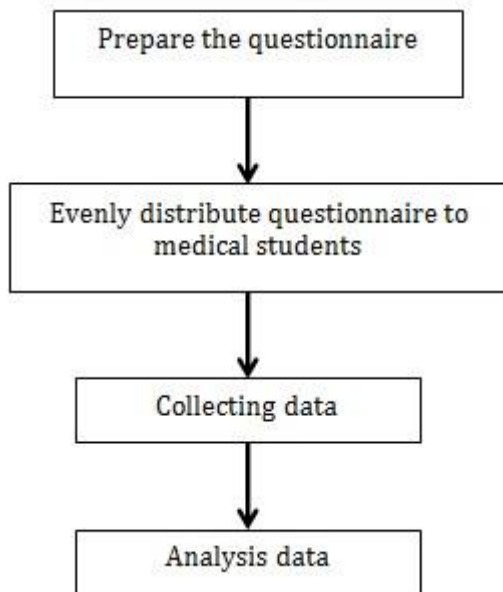 Prepare the questionnaire
Evenly distribute questionnaire to
medical students
Collecting data
Analysis data